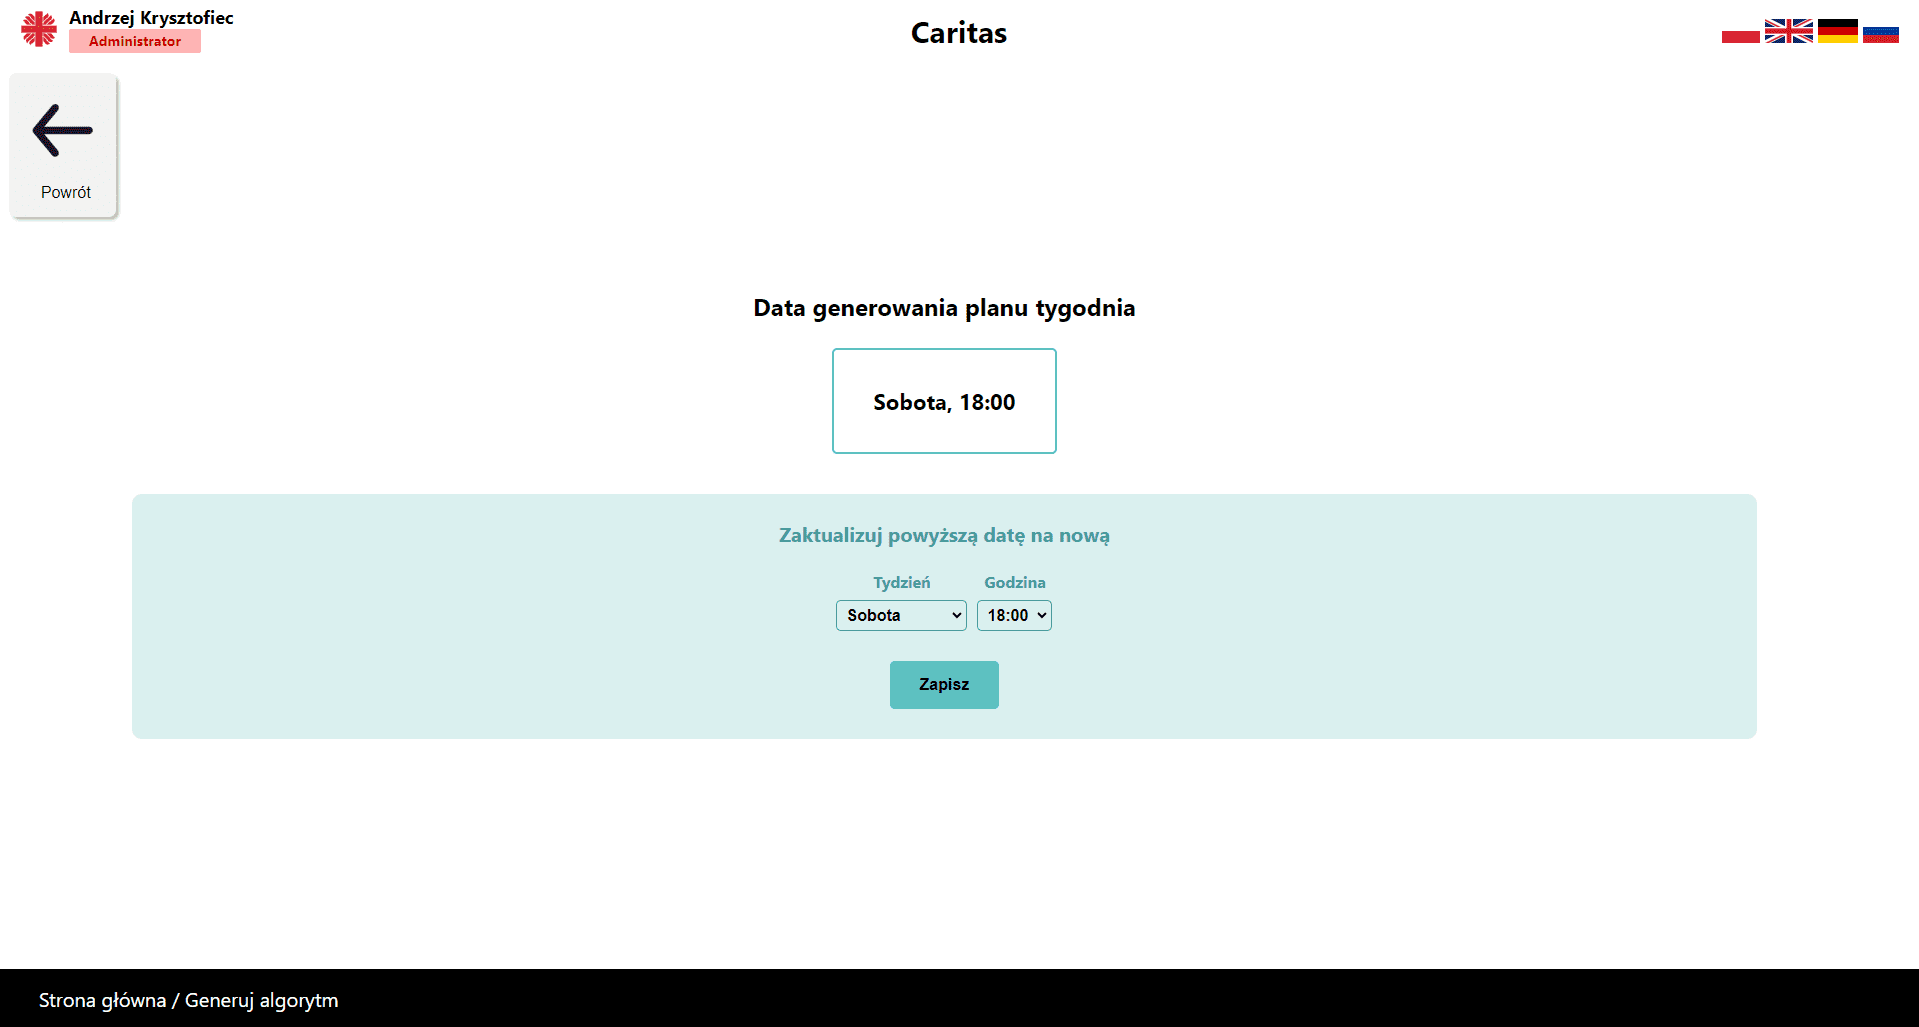 Andrzej Krysztofiec
Administrator
Caritas
Powrót
Data generowania planu tygodnia
Sobota, 18:00
Zaktualizuj powyższą datę na nową
Tydzień Godzina
Sobota 18:00
Zapisz
Strona główna / Generuj algorytm